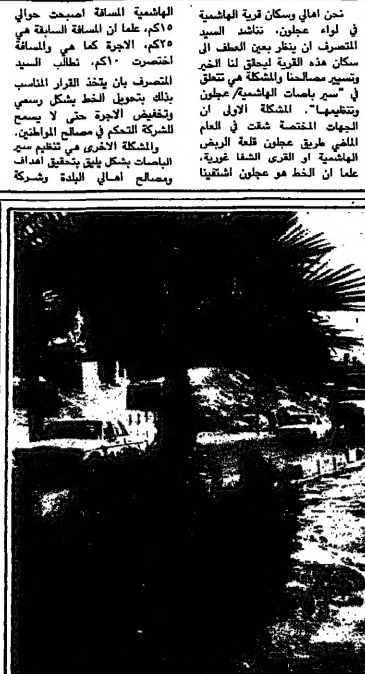 نحن اهالي وسكان قرية الهاشمية
في لواء عجلون، نناشد السيد
المتصرف ان ينظر بعين العطف الى
سكان هذه القرية ليحقق لنا الخير
وتسيير مصالحنا والمشكلة هي تتعلق
في "سير باصات الهاشمية/ عجلون
وتنظيمها". المشكلة الاولى ان
الجهات المختصة شقت في العام
الماضي طريق عجلون قلعة الربض
الهاشمية او القرى الشفا غورية،
علما ان الخط هو عجلون اشتفينا
الهاشمية المسافة اصبحت حوالي
١٥كم، علما ان المسافة السابقة هي
٢٥كم، الاجرة كما هي والمسافة
اختصرت ١٠كم، نطالب السيد
المتصرف بان يتخذ القرار المناسب
بذلك بتحويل الخط بشكل رسمي
وتخفيض الاجرة حتى لا يسمح
للشركة التحكم في مصالح المواطنين.
والمشكلة الاخرى هي تنظيم سير
الباصات بشكل يليق بتحقيق اهداف
ومصالح اهالي البلدة وشركة